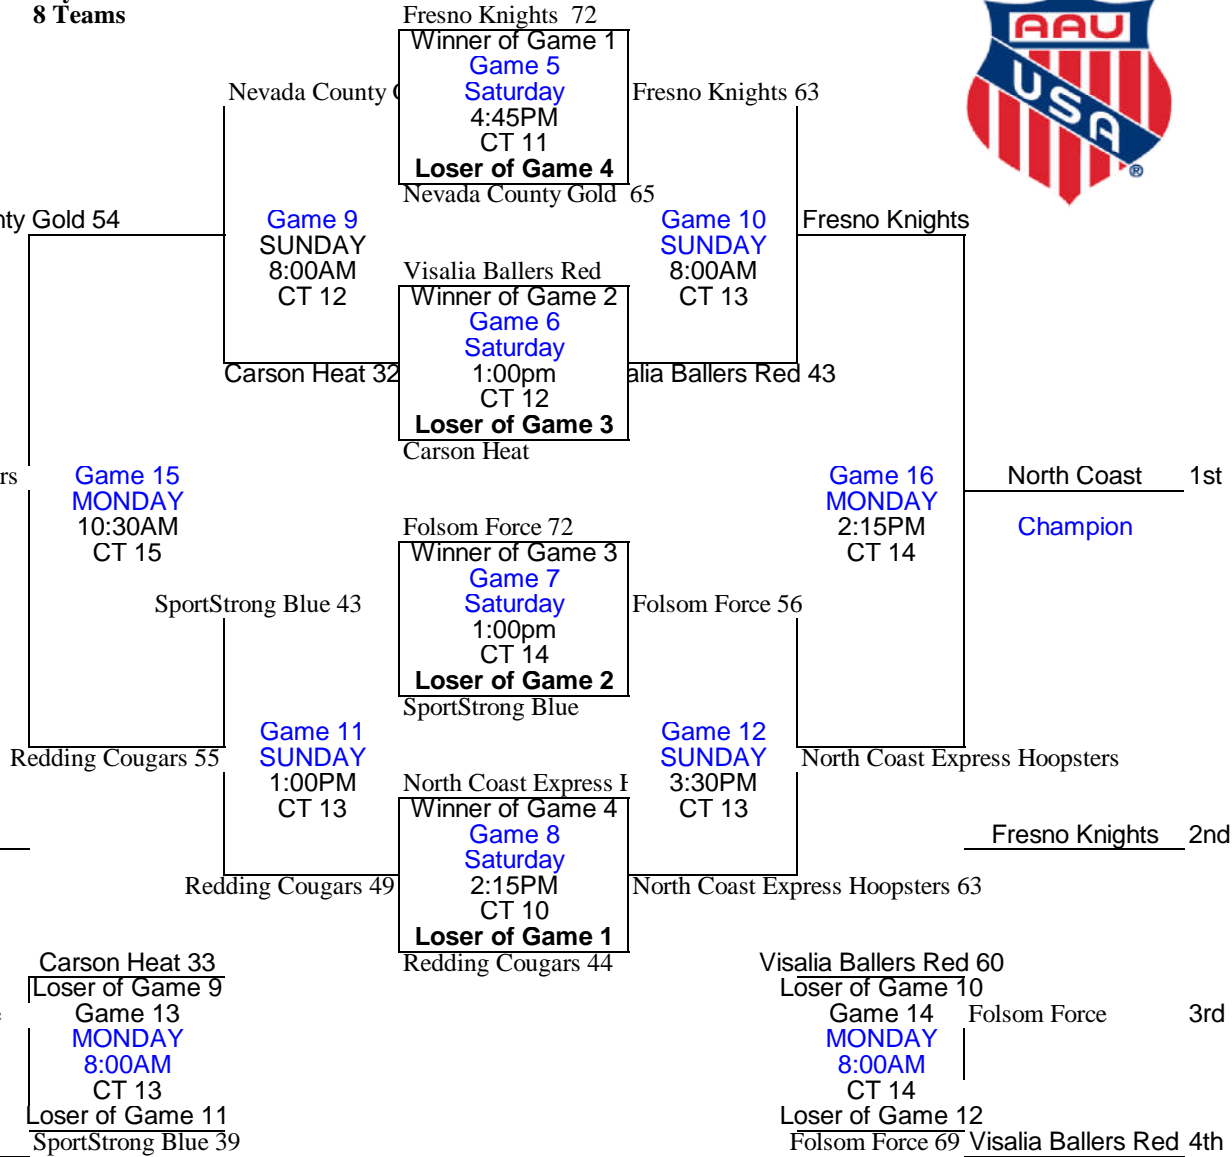 8 Teams
Fresno Knights 72
Winner of Game 1
Game 5
Saturday
4:45PM
CT 11
Loser of Game 4
Nevada County Gold 65
AAU
USA
®
Nevada County
Fresno Knights 63
Gold 54
Game 9
SUNDAY
8:00AM
CT 12
Game 10
SUNDAY
8:00AM
CT 13
Fresno Knights
Visalia Ballers Red
Winner of Game 2
Game 6
Saturday
1:00pm
CT 12
Loser of Game 3
Carson Heat
Carson Heat 32
Ballers Red 43
Game 15
MONDAY
10:30AM
CT 15
Game 16
MONDAY
2:15PM
CT 14
North Coast 1st
Champion
Folsom Force 72
Winner of Game 3
Game 7
Saturday
1:00pm
CT 14
Loser of Game 2
SportStrong Blue
SportStrong Blue 43
Folsom Force 56
Game 11
SUNDAY
1:00PM
CT 13
Game 12
SUNDAY
3:30PM
CT 13
Redding Cougars 55
North Coast Express Hoopsters
North Coast Express
Winner of Game 4
Game 8
Saturday
2:15PM
CT 10
Loser of Game 1
Redding Cougars 44
Fresno Knights 2nd
Redding Cougars 49
North Coast Express Hoopsters 63
Carson Heat 33
Loser of Game 9
Game 13
MONDAY
8:00AM
CT 13
Loser of Game 11
SportStrong Blue 39
Visalia Ballers Red 60
Loser of Game 10
Game 14
MONDAY
8:00AM
CT 14
Loser of Game 12
Folsom Force 69
Folsom Force 3rd
Visalia Ballers Red 4th